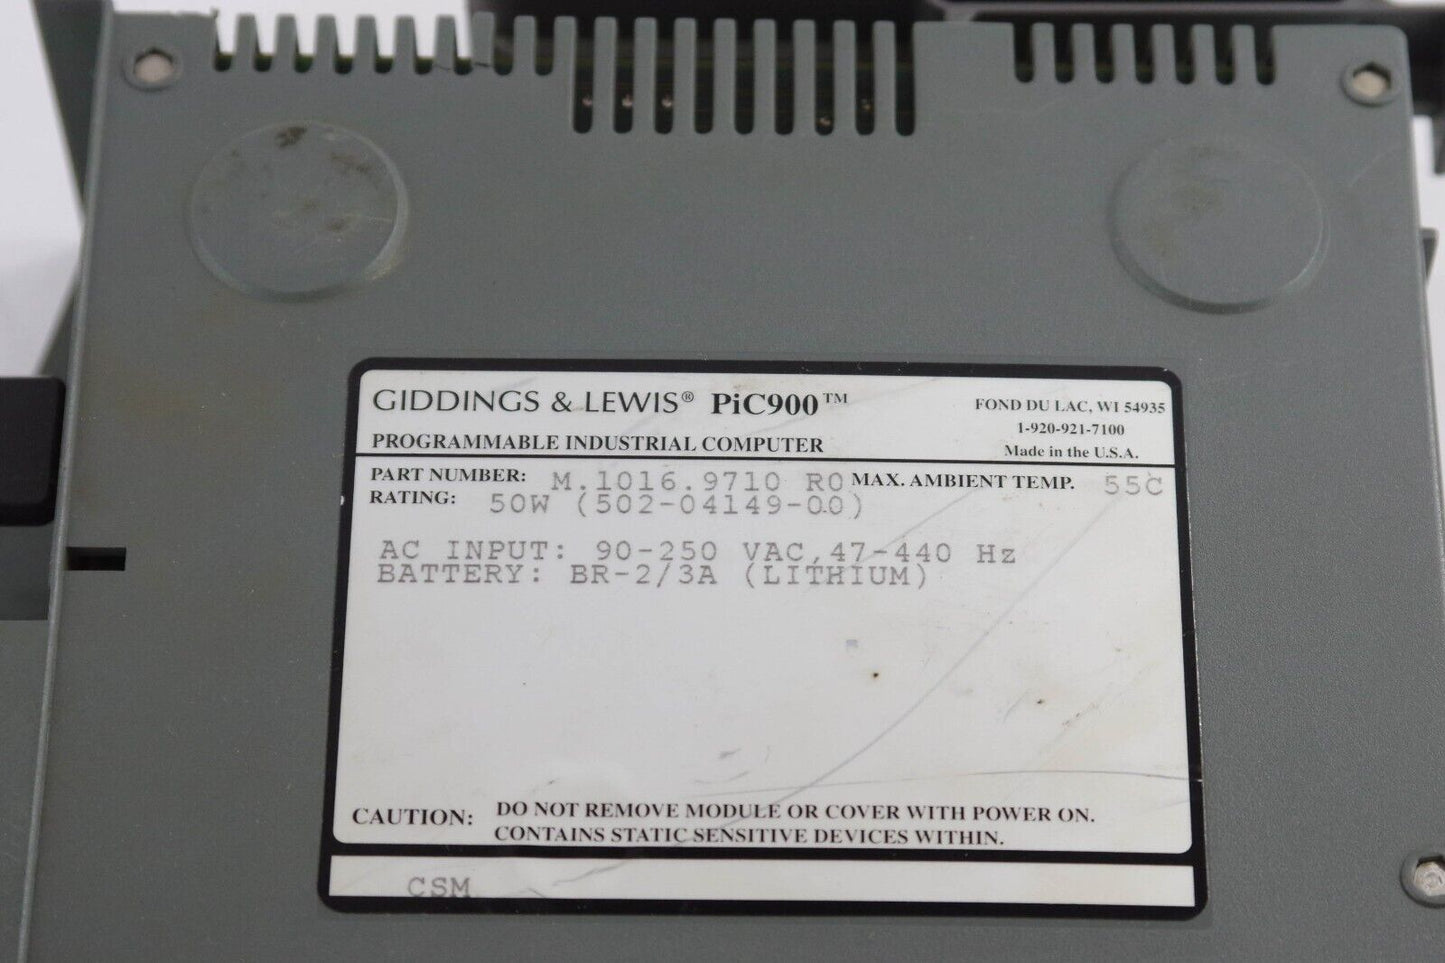 GIDDINGS & LEWIS® PiC900™
PROGRAMMABLE INDUSTRIAL COMPUTER
FOND DU LAC, WI 54935
1-920-921-7100
Made in the U.S.A.
PART NUMBER: M.1016.9710 R0 MAX. AMBIENT TEMP. 55C
RATING: 50W (502-04149-00)
AC INPUT: 90-250 VAC,47-440 Hz
BATTERY: BR-2/3A (LITHIUM)
CAUTION: DO NOT REMOVE MODULE OR COVER WITH POWER ON.
CONTAINS STATIC SENSITIVE DEVICES WITHIN.
CSM